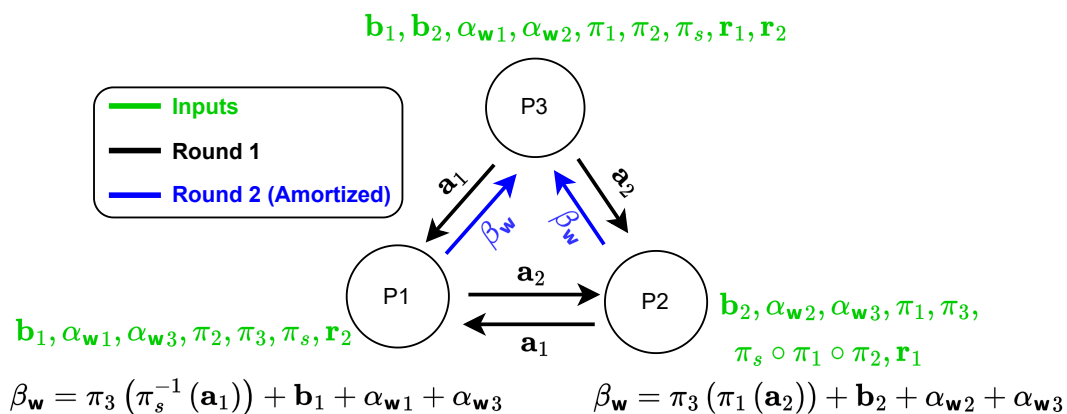 𝐛₁, 𝐛₂, α_𝐰1, α_𝐰2, π₁, π₂, π_s, 𝐫₁, 𝐫₂
Inputs
Round 1
Round 2 (Amortized)
P3
𝐚₁
𝐚₂
β_𝐰
β_𝐰
P1
𝐚₂
𝐚₁
P2
𝐛₁, α_𝐰1, α_𝐰3, π₂, π₃, π_s, 𝐫₂
𝐛₂, α_𝐰2, α_𝐰3, π₁, π₃,
π_s ∘ π₁ ∘ π₂, 𝐫₁
β_𝐰 = π₃ (π_s⁻¹ (𝐚₁)) + 𝐛₁ + α_𝐰1 + α_𝐰3
β_𝐰 = π₃ (π₁ (𝐚₂)) + 𝐛₂ + α_𝐰2 + α_𝐰3